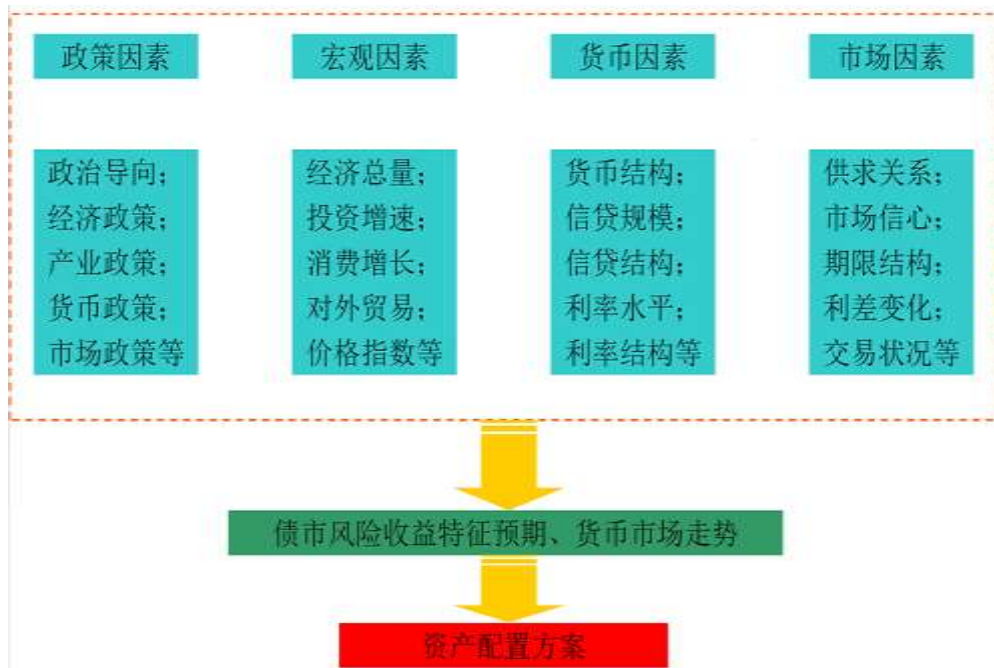 政策因素
宏观因素
货币因素
市场因素
政治导向；
经济政策；
产业政策；
货币政策；
市场政策等
经济总量；
投资增速；
消费增长；
对外贸易；
价格指数等
货币结构；
信贷规模；
信贷结构；
利率水平；
利率结构等
供求关系；
市场信心；
期限结构；
利差变化；
交易状况等
债市风险收益特征预期、货币市场走势
资产配置方案